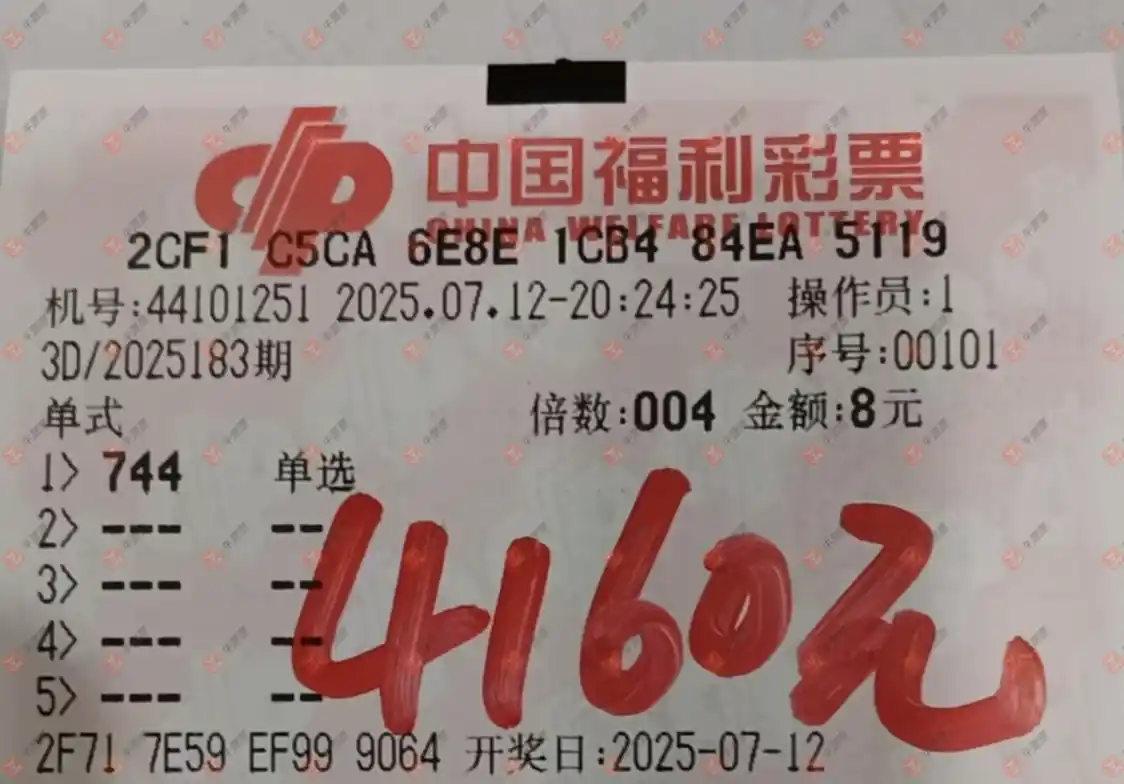 中国福利彩票
CHINA WELFARE LOTTERY
2CF1 C5CA 6E8E 1CB4 84EA 5119
机号:44101251 2025.07.12-20:24:25 操作员:1
3D/2025183期 序号:00101
单式 倍数:004 金额:8元
1> 744 单选
2> --- --
3> --- --
4> --- --
5> --- --
4160元
2F71 7E59 EF99 9064 开奖日:2025-07-12